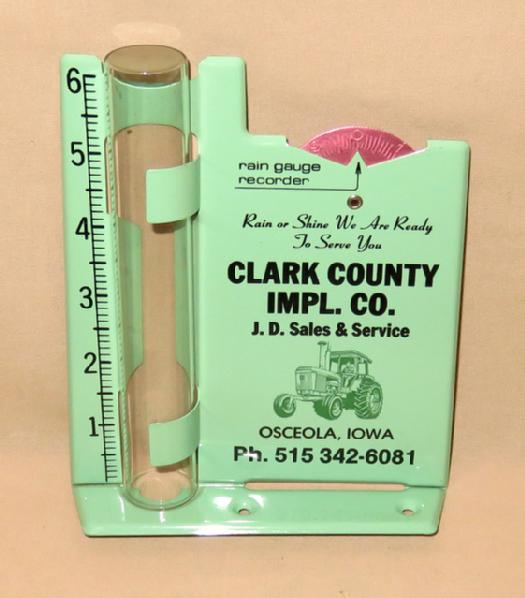 6
5
4
3
2
1
rain gauge
recorder
Rain or Shine We Are Ready
To Serve You
CLARK COUNTY
IMPL. CO.
J. D. Sales & Service
OSCEOLA, IOWA
Ph. 515 342-6081